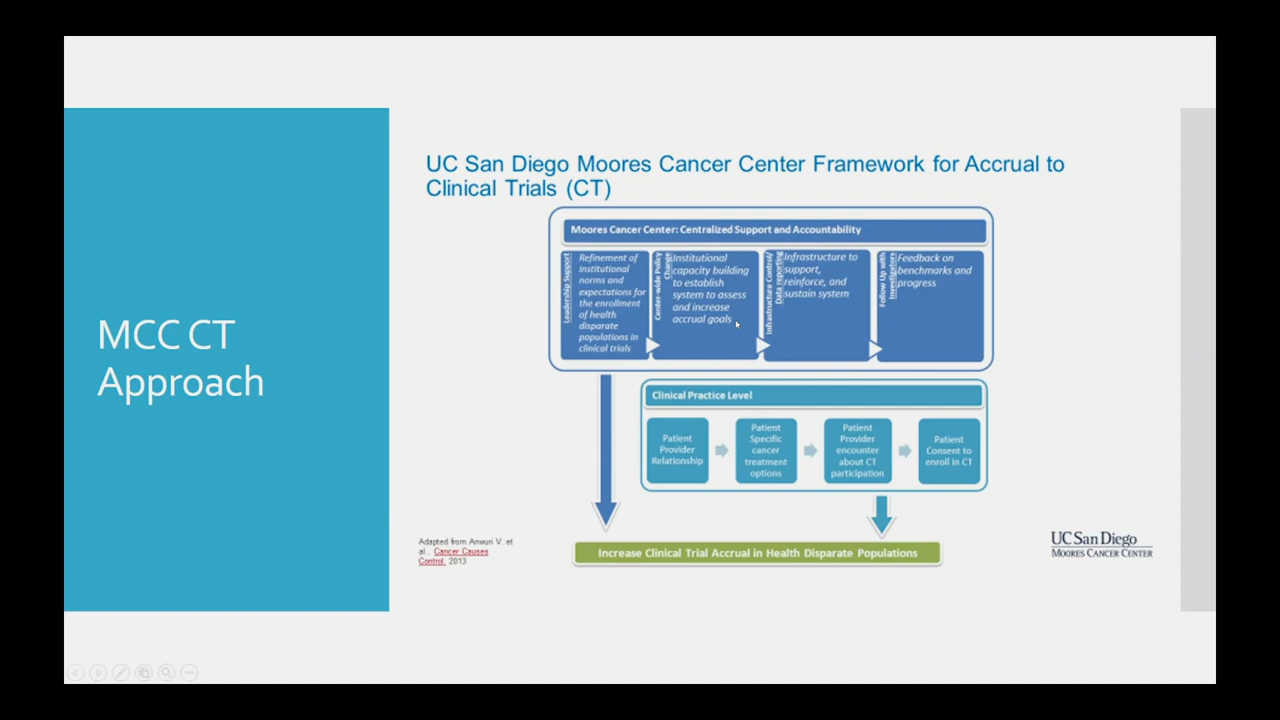 MCC CT
Approach
UC San Diego Moores Cancer Center Framework for Accrual to
Clinical Trials (CT)
Moores Cancer Center: Centralized Support and Accountability
Leadership Support
Refinement of
institutional
norms and
expectations for
the enrollment
of health
disparate
populations in
clinical trials
Center-wide Policy
Change
Institutional
capacity building
to establish
system to assess
and increase
accrual goals
Infrastructure Control/
Data reporting
Infrastructure to
support,
reinforce, and
sustain system
Follow Up with
Investigators
Feedback on
benchmarks and
progress
Clinical Practice Level
Patient
Provider
Relationship
Patient
Specific
cancer
treatment
options
Patient
Provider
encounter
about CT
participation
Patient
Consent to
enroll in CT
Increase Clinical Trial Accrual in Health Disparate Populations
Adapted from Anwuri V. et
al., Cancer Causes
Control, 2013
UC San Diego
MOORES CANCER CENTER